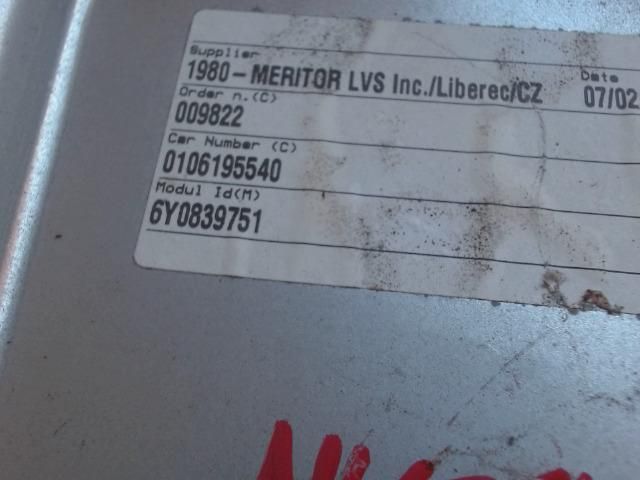 Supplier
1980-MERITOR LVS Inc./Liberec/CZ
Date
07/02
Order n.(C)
009822
Car Number (C)
0106195540
Modul Id(M)
6Y0839751